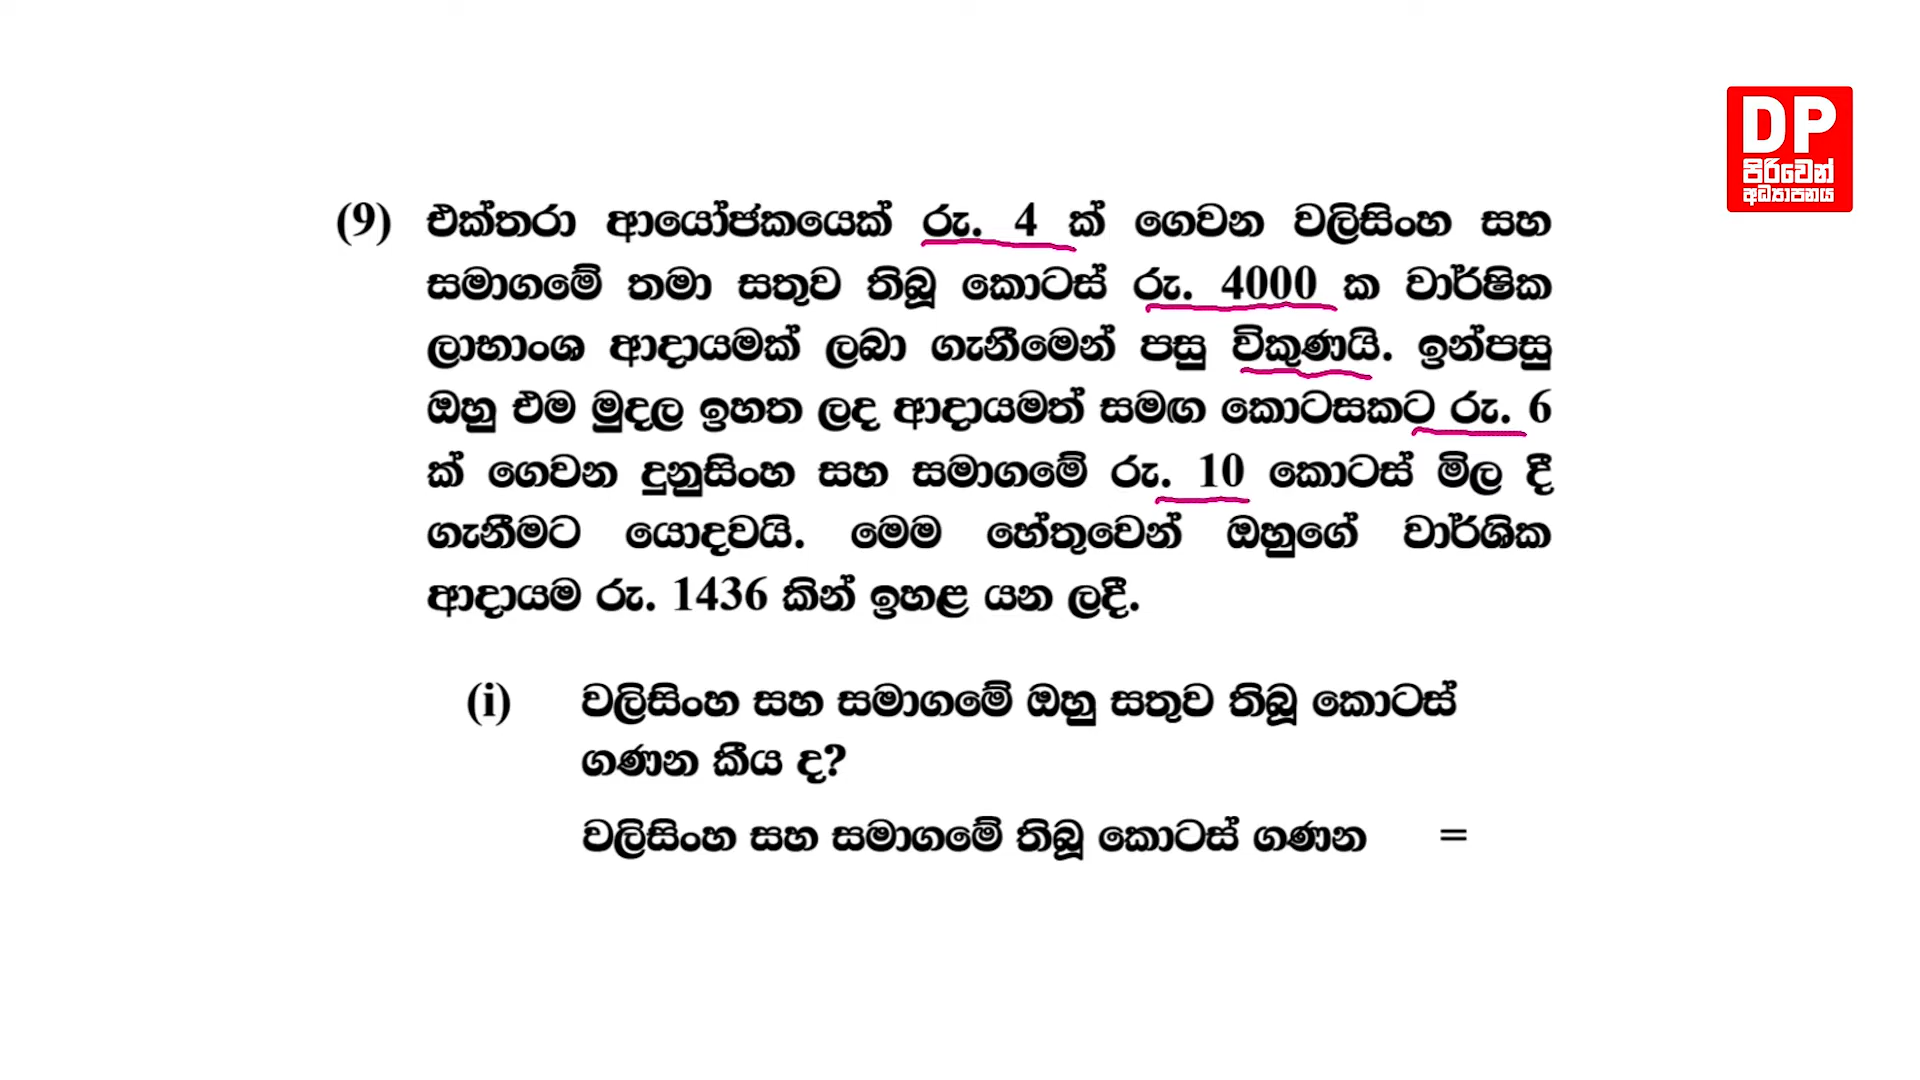 DP
පිරිවෙන්
අධ්‍යාපනය
(9) එක්තරා ආයෝජකයෙක් රු. 4 ක් ගෙවන වලිසිංහ සහ
සමාගමේ තමා සතුව තිබූ කොටස් රු. 4000 ක වාර්ෂික
ලාභාංශ ආදායමක් ලබා ගැනීමෙන් පසු විකුණයි. ඉන්පසු
ඔහු එම මුදල ඉහත ලද ආදායමත් සමඟ කොටසකට රු. 6
ක් ගෙවන දුනුසිංහ සහ සමාගමේ රු. 10 කොටස් මිල දී
ගැනීමට යොදවයි. මෙම හේතුවෙන් ඔහුගේ වාර්ශික
ආදායම රු. 1436 කින් ඉහළ යන ලදී.
(i) වලිසිංහ සහ සමාගමේ ඔහු සතුව තිබූ කොටස්
ගණන කීය ද?
වලිසිංහ සහ සමාගමේ තිබූ කොටස් ගණන =